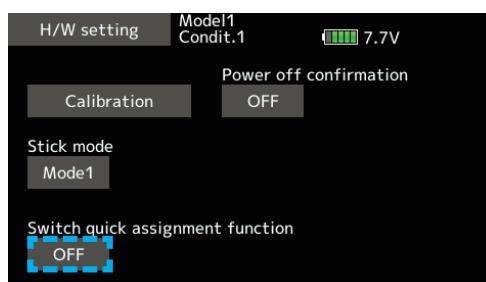 H/W setting
Model1
Condit.1
7.7V
Power off confirmation
Calibration
OFF
Stick mode
Mode1
Switch quick assignment function
OFF